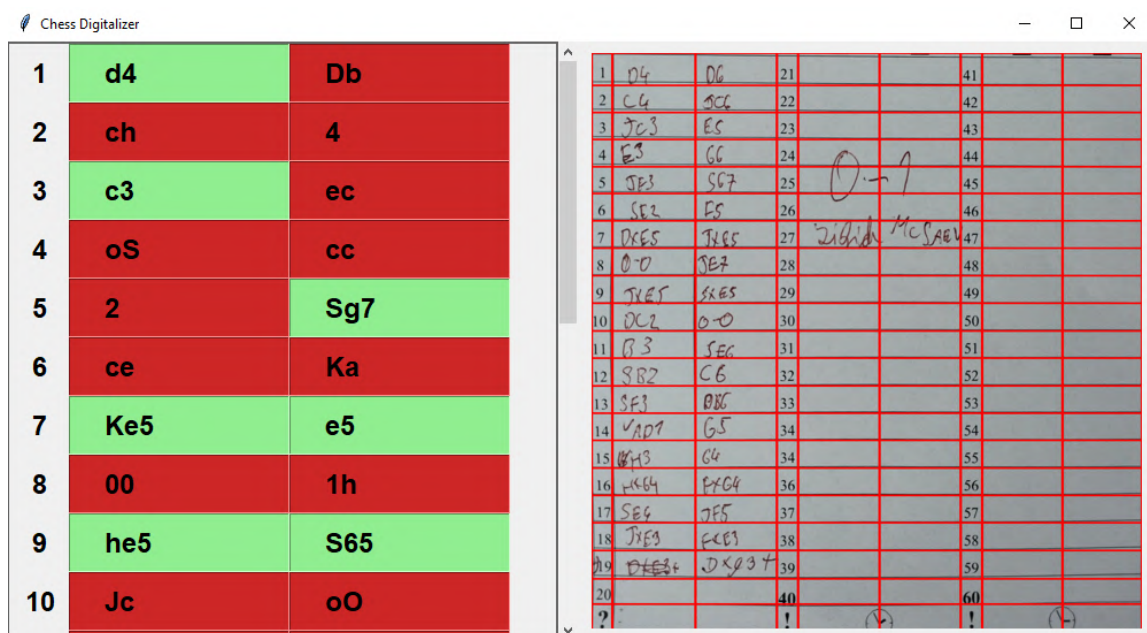 Chess Digitalizer
1 d4 Db
2 ch 4
3 c3 ec
4 oS cc
5 2 Sg7
6 ce Ka
7 Ke5 e5
8 00 1h
9 he5 S65
10 Jc oO
1 D4 D6 21 41
2 C4 JC6 22 42
3 JC3 E5 23 43
4 E3 G6 24 44
5 JE3 SG7 25 45
6 SE2 F5 26 46
7 DXE5 JXE5 27 47
8 0-0 JE7 28 48
9 JXE5 SXE5 29 49
10 DC2 0-0 30 50
11 B3 SE6 31 51
12 SB2 C6 32 52
13 SF3 DB6 33 53
14 VAD1 G5 34 54
15 H3 G4 34 55
16 HXG4 FXG4 36 56
17 SE4 JF5 37 57
18 JXE3 FXE3 38 58
19 DXG3+ 39 59
20 40 60
? ! !
0-1